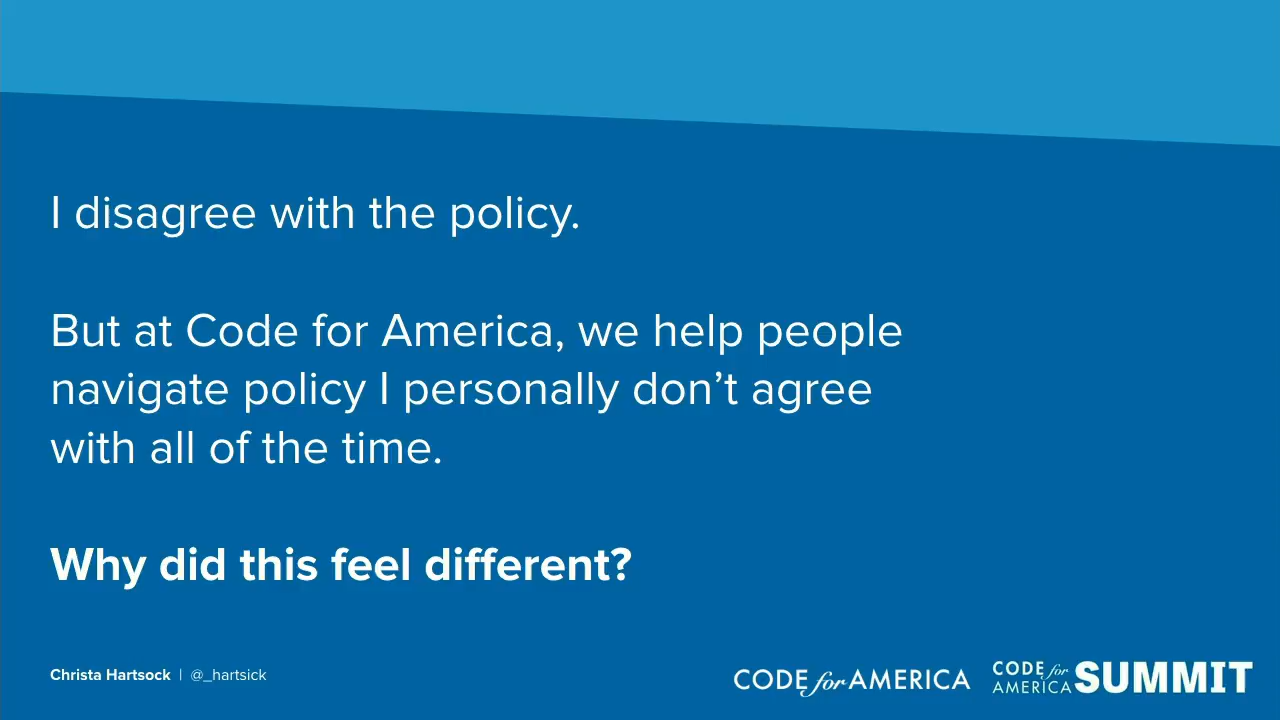 I disagree with the policy.
But at Code for America, we help people
navigate policy I personally don’t agree
with all of the time.
Why did this feel different?
Christa Hartsock | @_hartsick
CODE for AMERICA
CODE for
AMERICA SUMMIT